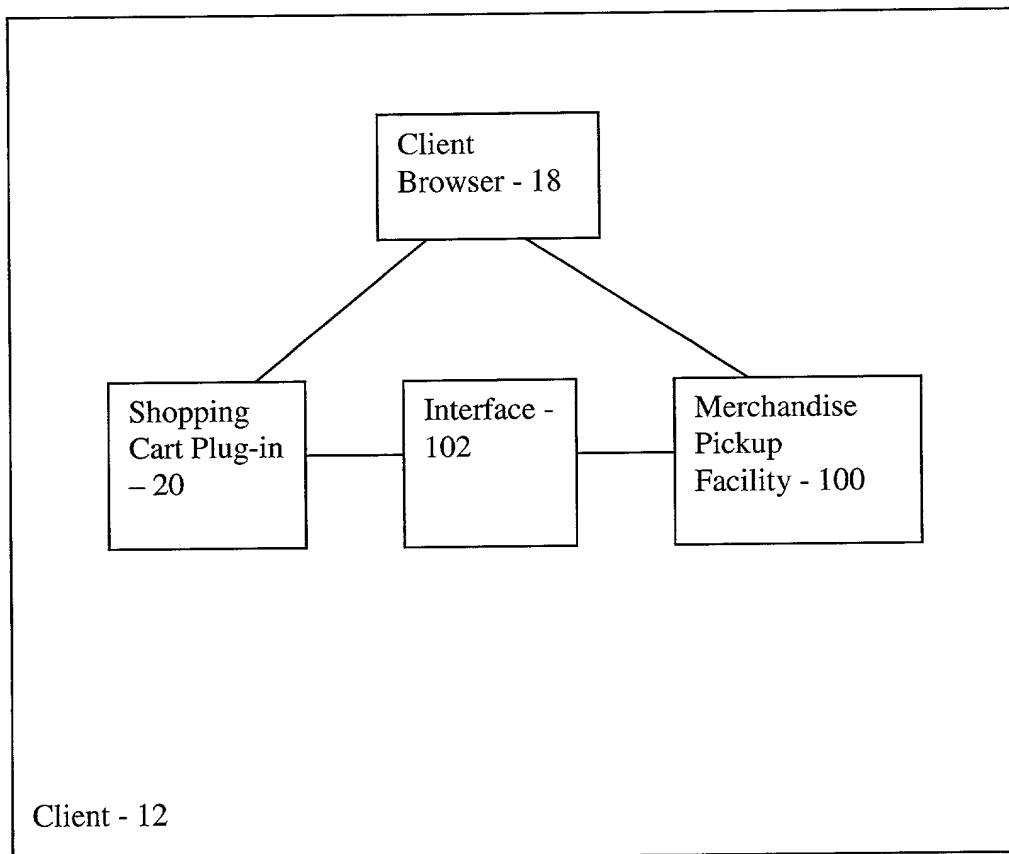 Client
Browser - 18
Shopping
Cart Plug-in
– 20
Interface -
102
Merchandise
Pickup
Facility - 100
Client - 12